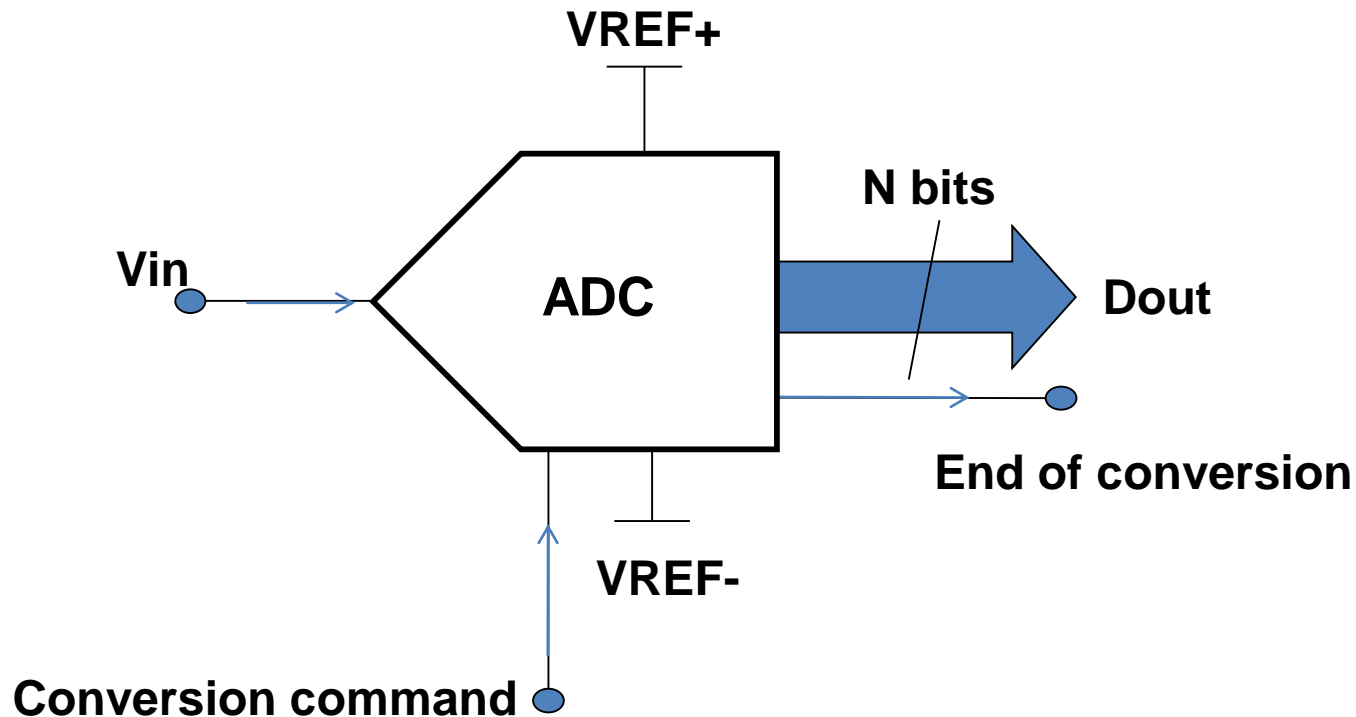 VREF+
N bits
Vin
ADC
Dout
End of conversion
VREF-
Conversion command